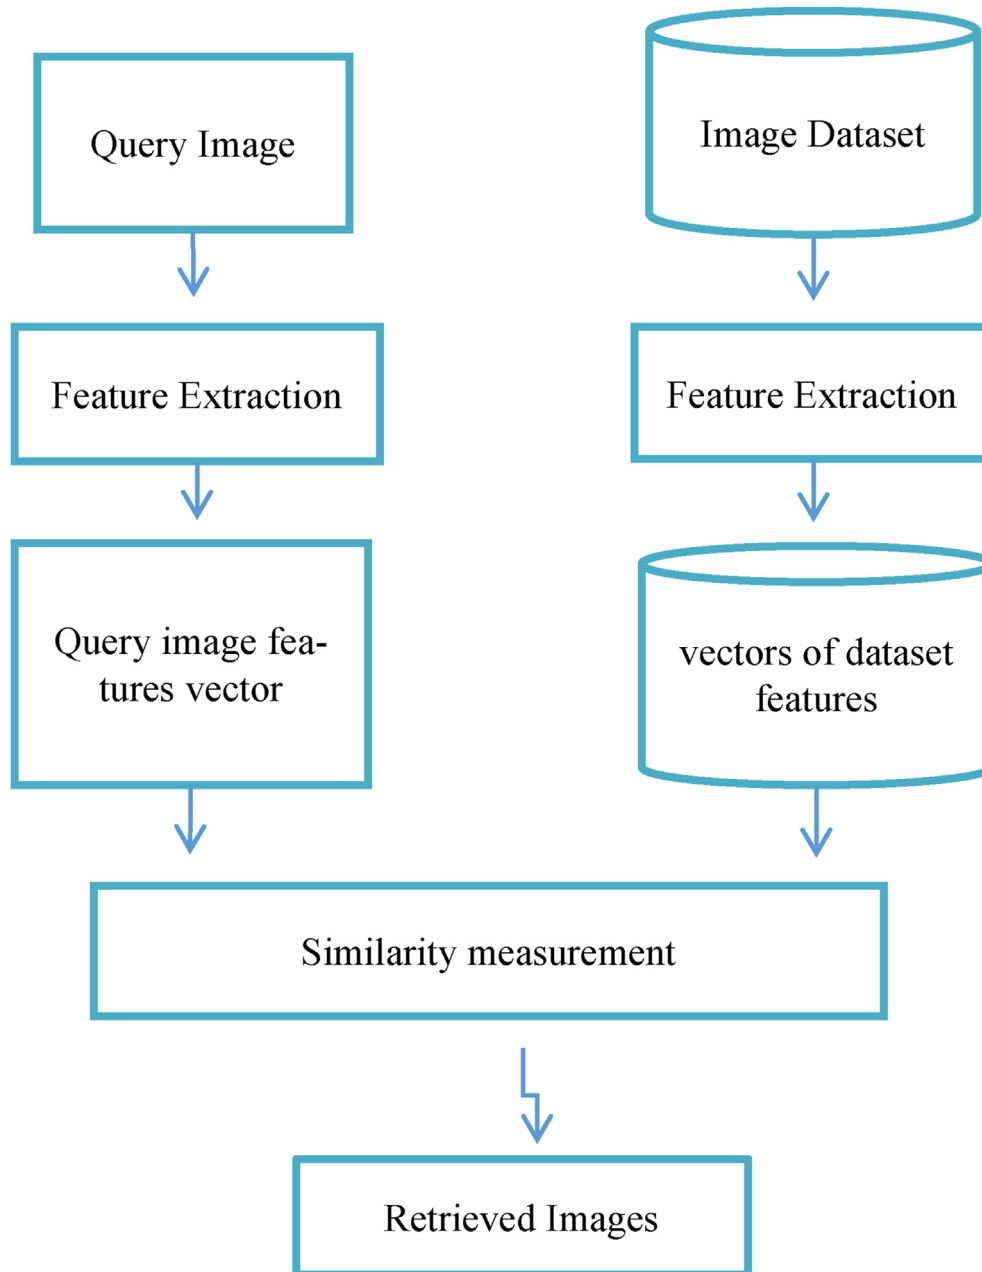 Query Image
Image Dataset
Feature Extraction
Feature Extraction
Query image fea-
tures vector
vectors of dataset
features
Similarity measurement
Retrieved Images